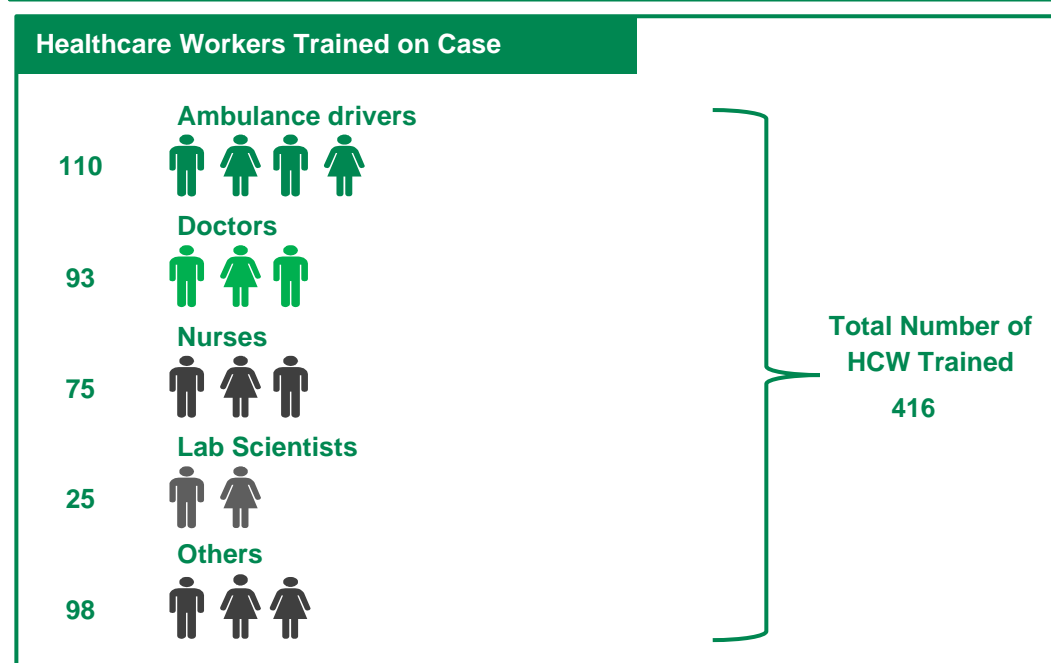 Healthcare Workers Trained on Case
Ambulance drivers
110
Doctors
93
Nurses
75
Lab Scientists
25
Others
98
Total Number of
HCW Trained
416